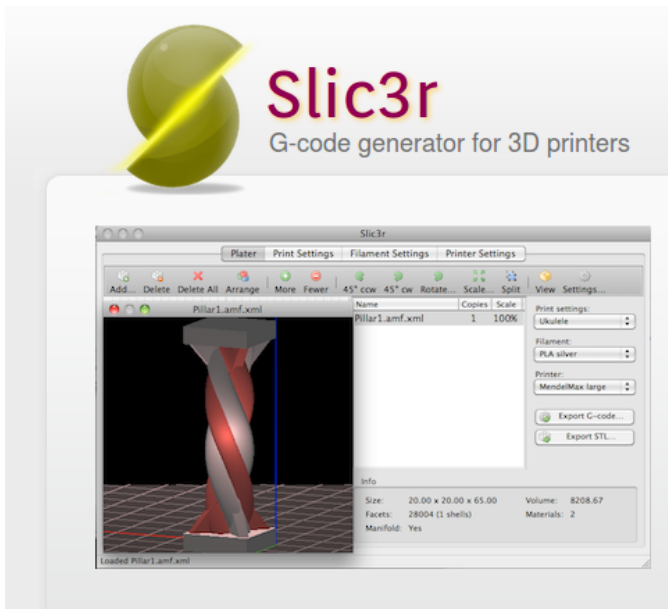 Slic3r
G-code generator for 3D printers
Slic3r
Plater Print Settings Filament Settings Printer Settings
Add... Delete Delete All Arrange More Fewer 45° ccw 45° cw Rotate... Scale... Split View Settings...
Pillar1.amf.xml
Name Copies Scale
Pillar1.amf.xml 1 100%
Print settings:
Ukulele
Filament:
PLA silver
Printer:
MendelMax large
Export G-code...
Export STL...
Info
Size: 20.00 x 20.00 x 65.00 Volume: 8208.67
Facets: 28004 (1 shells) Materials: 2
Manifold: Yes
Loaded Pillar1.amf.xml